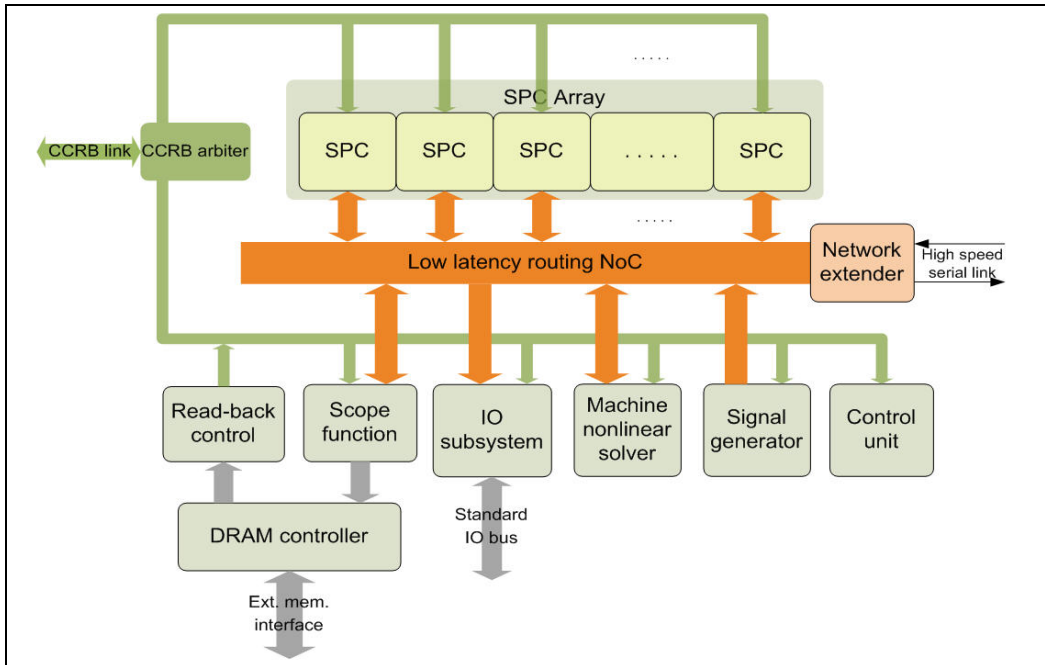 . . . . .
SPC Array
CCRB link
CCRB arbiter
SPC
SPC
SPC
. . . . .
SPC
. . . . .
Low latency routing NoC
Network
extender
High speed
serial link
Read-back
control
Scope
function
IO
subsystem
Machine
nonlinear
solver
Signal
generator
Control
unit
DRAM controller
Standard
IO bus
Ext. mem.
interface